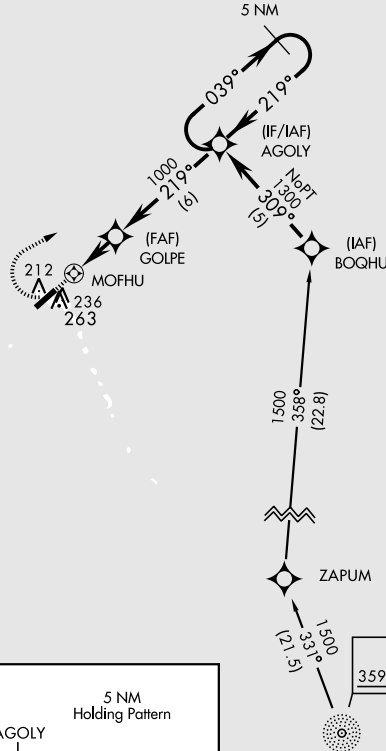 5 NM
039°
219°
(IF/IAF)
AGOLY
1000
219°
(6)
NoPT
1300
309°
(5)
(FAF)
GOLPE
(IAF)
BOQHU
MOFHU
212
236
263
1500
358°
(22.8)
ZAPUM
1500
331°
(21.5)
359
5 NM
Holding Pattern
AGOLY